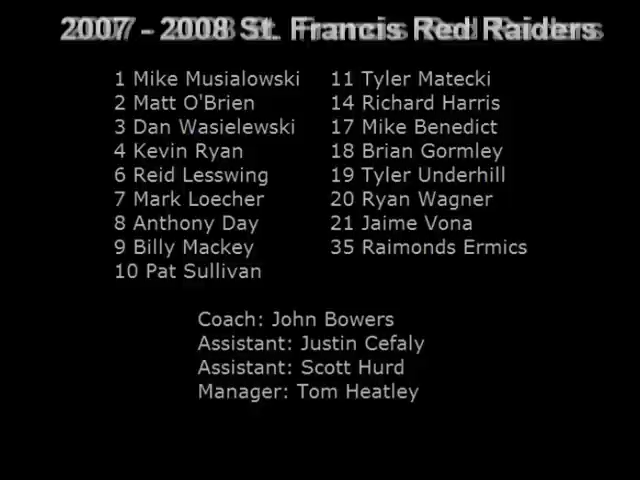 2007 - 2008 St. Francis Red Raiders
1 Mike Musialowski
2 Matt O'Brien
3 Dan Wasielewski
4 Kevin Ryan
6 Reid Lesswing
7 Mark Loecher
8 Anthony Day
9 Billy Mackey
10 Pat Sullivan
11 Tyler Matecki
14 Richard Harris
17 Mike Benedict
18 Brian Gormley
19 Tyler Underhill
20 Ryan Wagner
21 Jaime Vona
35 Raimonds Ermics
Coach: John Bowers
Assistant: Justin Cefaly
Assistant: Scott Hurd
Manager: Tom Heatley